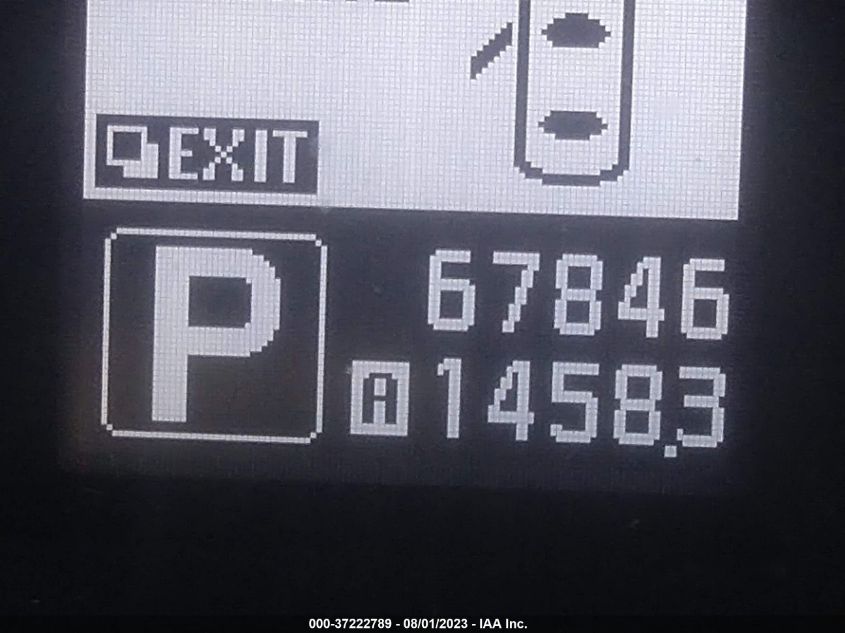 EXIT
P
67846
A 1458.3
000-37222789 - 08/01/2023 - IAA Inc.